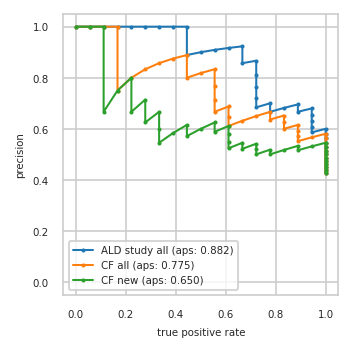 1.0
0.8
0.6
0.4
0.2
0.0
precision
ALD study all (aps: 0.882)
CF all (aps: 0.775)
CF new (aps: 0.650)
0.0 0.2 0.4 0.6 0.8 1.0
true positive rate